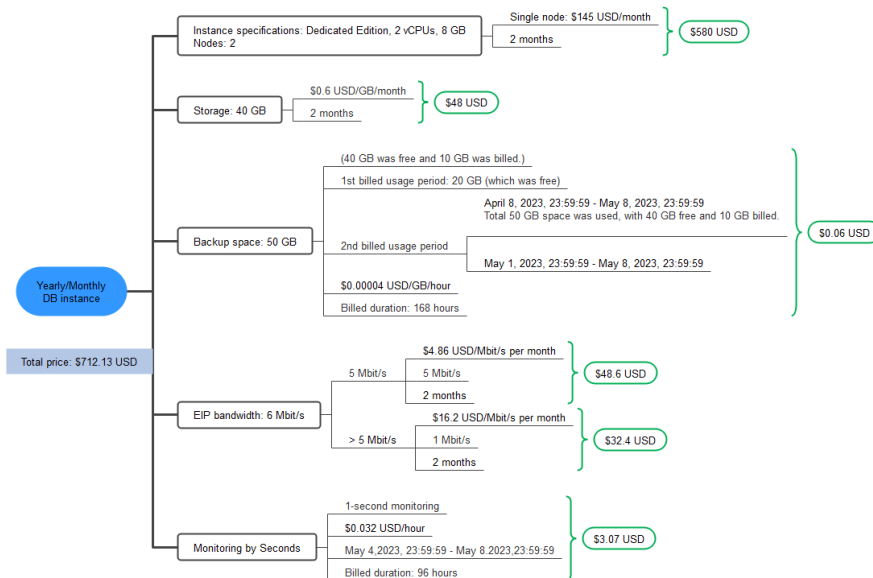 Yearly/Monthly
DB instance
Total price: $712.13 USD
Instance specifications: Dedicated Edition, 2 vCPUs, 8 GB
Nodes: 2
Single node: $145 USD/month
2 months
$580 USD
Storage: 40 GB
$0.6 USD/GB/month
2 months
$48 USD
Backup space: 50 GB
(40 GB was free and 10 GB was billed.)
1st billed usage period: 20 GB (which was free)
2nd billed usage period
April 8, 2023, 23:59:59 - May 8, 2023, 23:59:59
Total 50 GB space was used, with 40 GB free and 10 GB billed.
May 1, 2023, 23:59:59 - May 8, 2023, 23:59:59
$0.00004 USD/GB/hour
Billed duration: 168 hours
$0.06 USD
EIP bandwidth: 6 Mbit/s
5 Mbit/s
$4.86 USD/Mbit/s per month
5 Mbit/s
2 months
$48.6 USD
> 5 Mbit/s
$16.2 USD/Mbit/s per month
1 Mbit/s
2 months
$32.4 USD
Monitoring by Seconds
1-second monitoring
$0.032 USD/hour
May 4,2023, 23:59:59 - May 8.2023,23:59:59
Billed duration: 96 hours
$3.07 USD